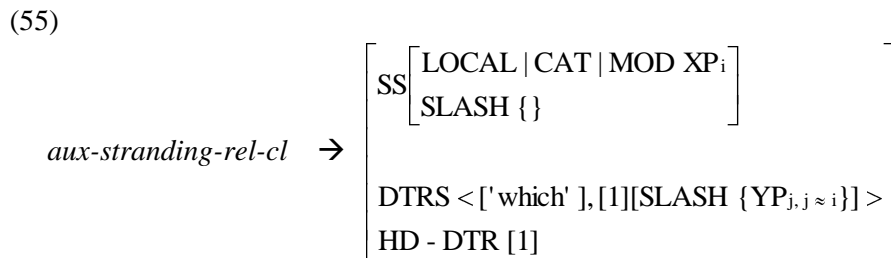 (55)
LOCAL | CAT | MOD XPi
SS
SLASH {}
aux-stranding-rel-cl →
DTRS < ['which' ], [1][SLASH {YPj, j ≈ i}] >
HD - DTR [1]